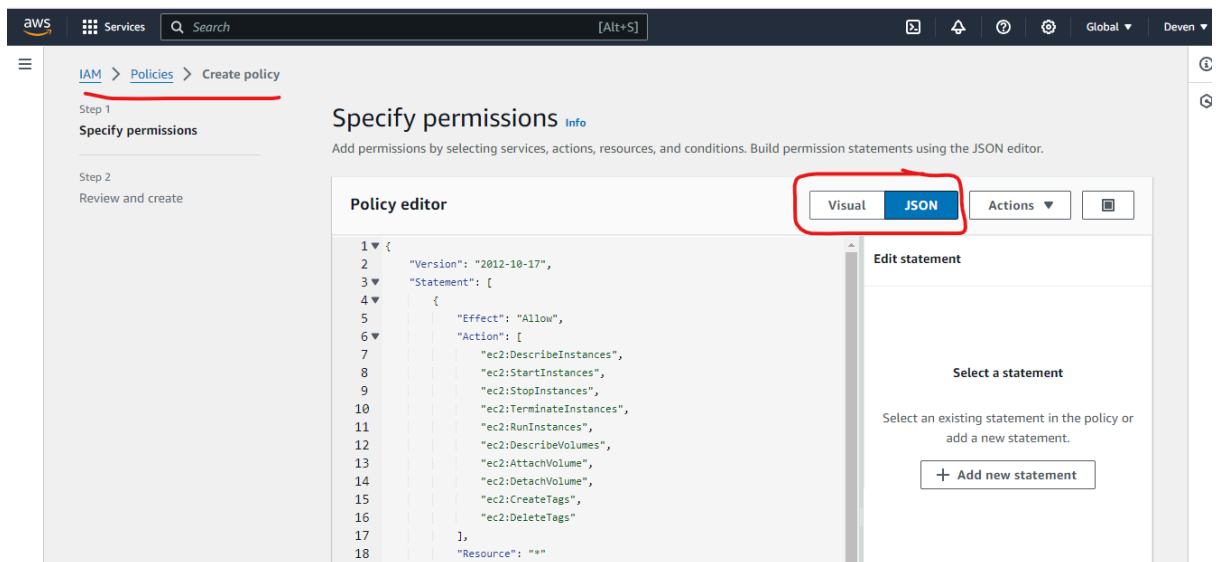 aws Services Search [Alt+S] Global Deven
IAM > Policies > Create policy
Step 1
Specify permissions
Step 2
Review and create
Specify permissions Info
Add permissions by selecting services, actions, resources, and conditions. Build permission statements using the JSON editor.
Policy editor Visual JSON Actions
1 {
2 "Version": "2012-10-17",
3 "Statement": [
4 {
5 "Effect": "Allow",
6 "Action": [
7 "ec2:DescribeInstances",
8 "ec2:StartInstances",
9 "ec2:StopInstances",
10 "ec2:TerminateInstances",
11 "ec2:RunInstances",
12 "ec2:DescribeVolumes",
13 "ec2:AttachVolume",
14 "ec2:DetachVolume",
15 "ec2:CreateTags",
16 "ec2:DeleteTags"
17 ],
18 "Resource": "*"
Edit statement
Select a statement
Select an existing statement in the policy or
add a new statement.
+ Add new statement